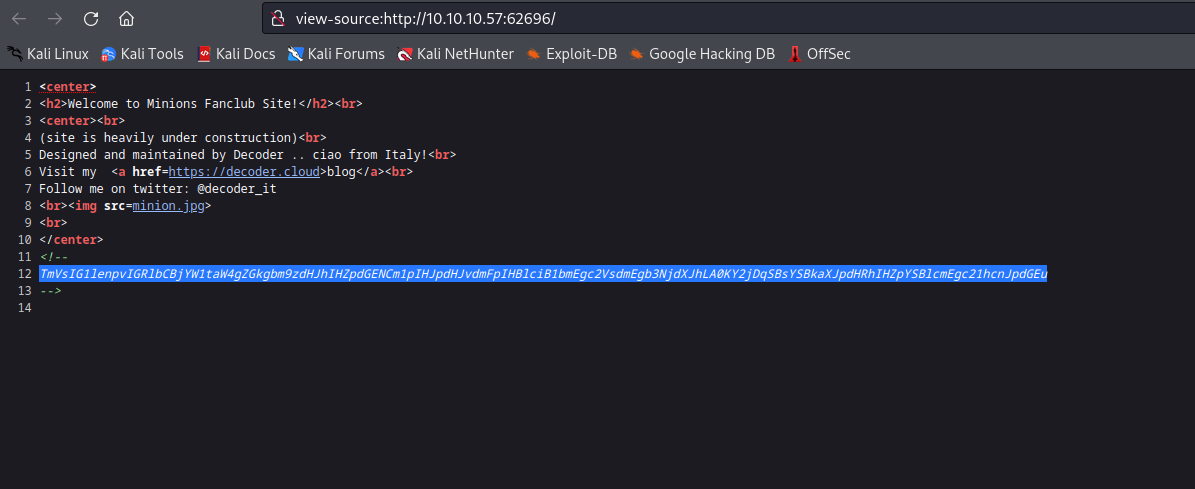 view-source:http://10.10.10.57:62696/
Kali Linux Kali Tools Kali Docs Kali Forums Kali NetHunter Exploit-DB Google Hacking DB OffSec
1 <center>
2 <h2>Welcome to Minions Fanclub Site!</h2><br>
3 <center><br>
4 (site is heavily under construction)<br>
5 Designed and maintained by Decoder .. ciao from Italy!<br>
6 Visit my  <a href=https://decoder.cloud>blog</a><br>
7 Follow me on twitter: @decoder_it
8 <br><img src=minion.jpg>
9 <br>
10 </center>
11 <!--
12 TmVsIG1lenpvIGRlbCBjYW1taW4gZGkgbm9zdHJhIHZpdGENCm1pIHJpdHJvdmFpIHBlciB1bmEgc2VsdmEgb3NjdXJhLA0KY2jDqSBsYSBkaXJpdHRhIHZpYSBlcmEgc21hcnJpdGEu
13 -->
14